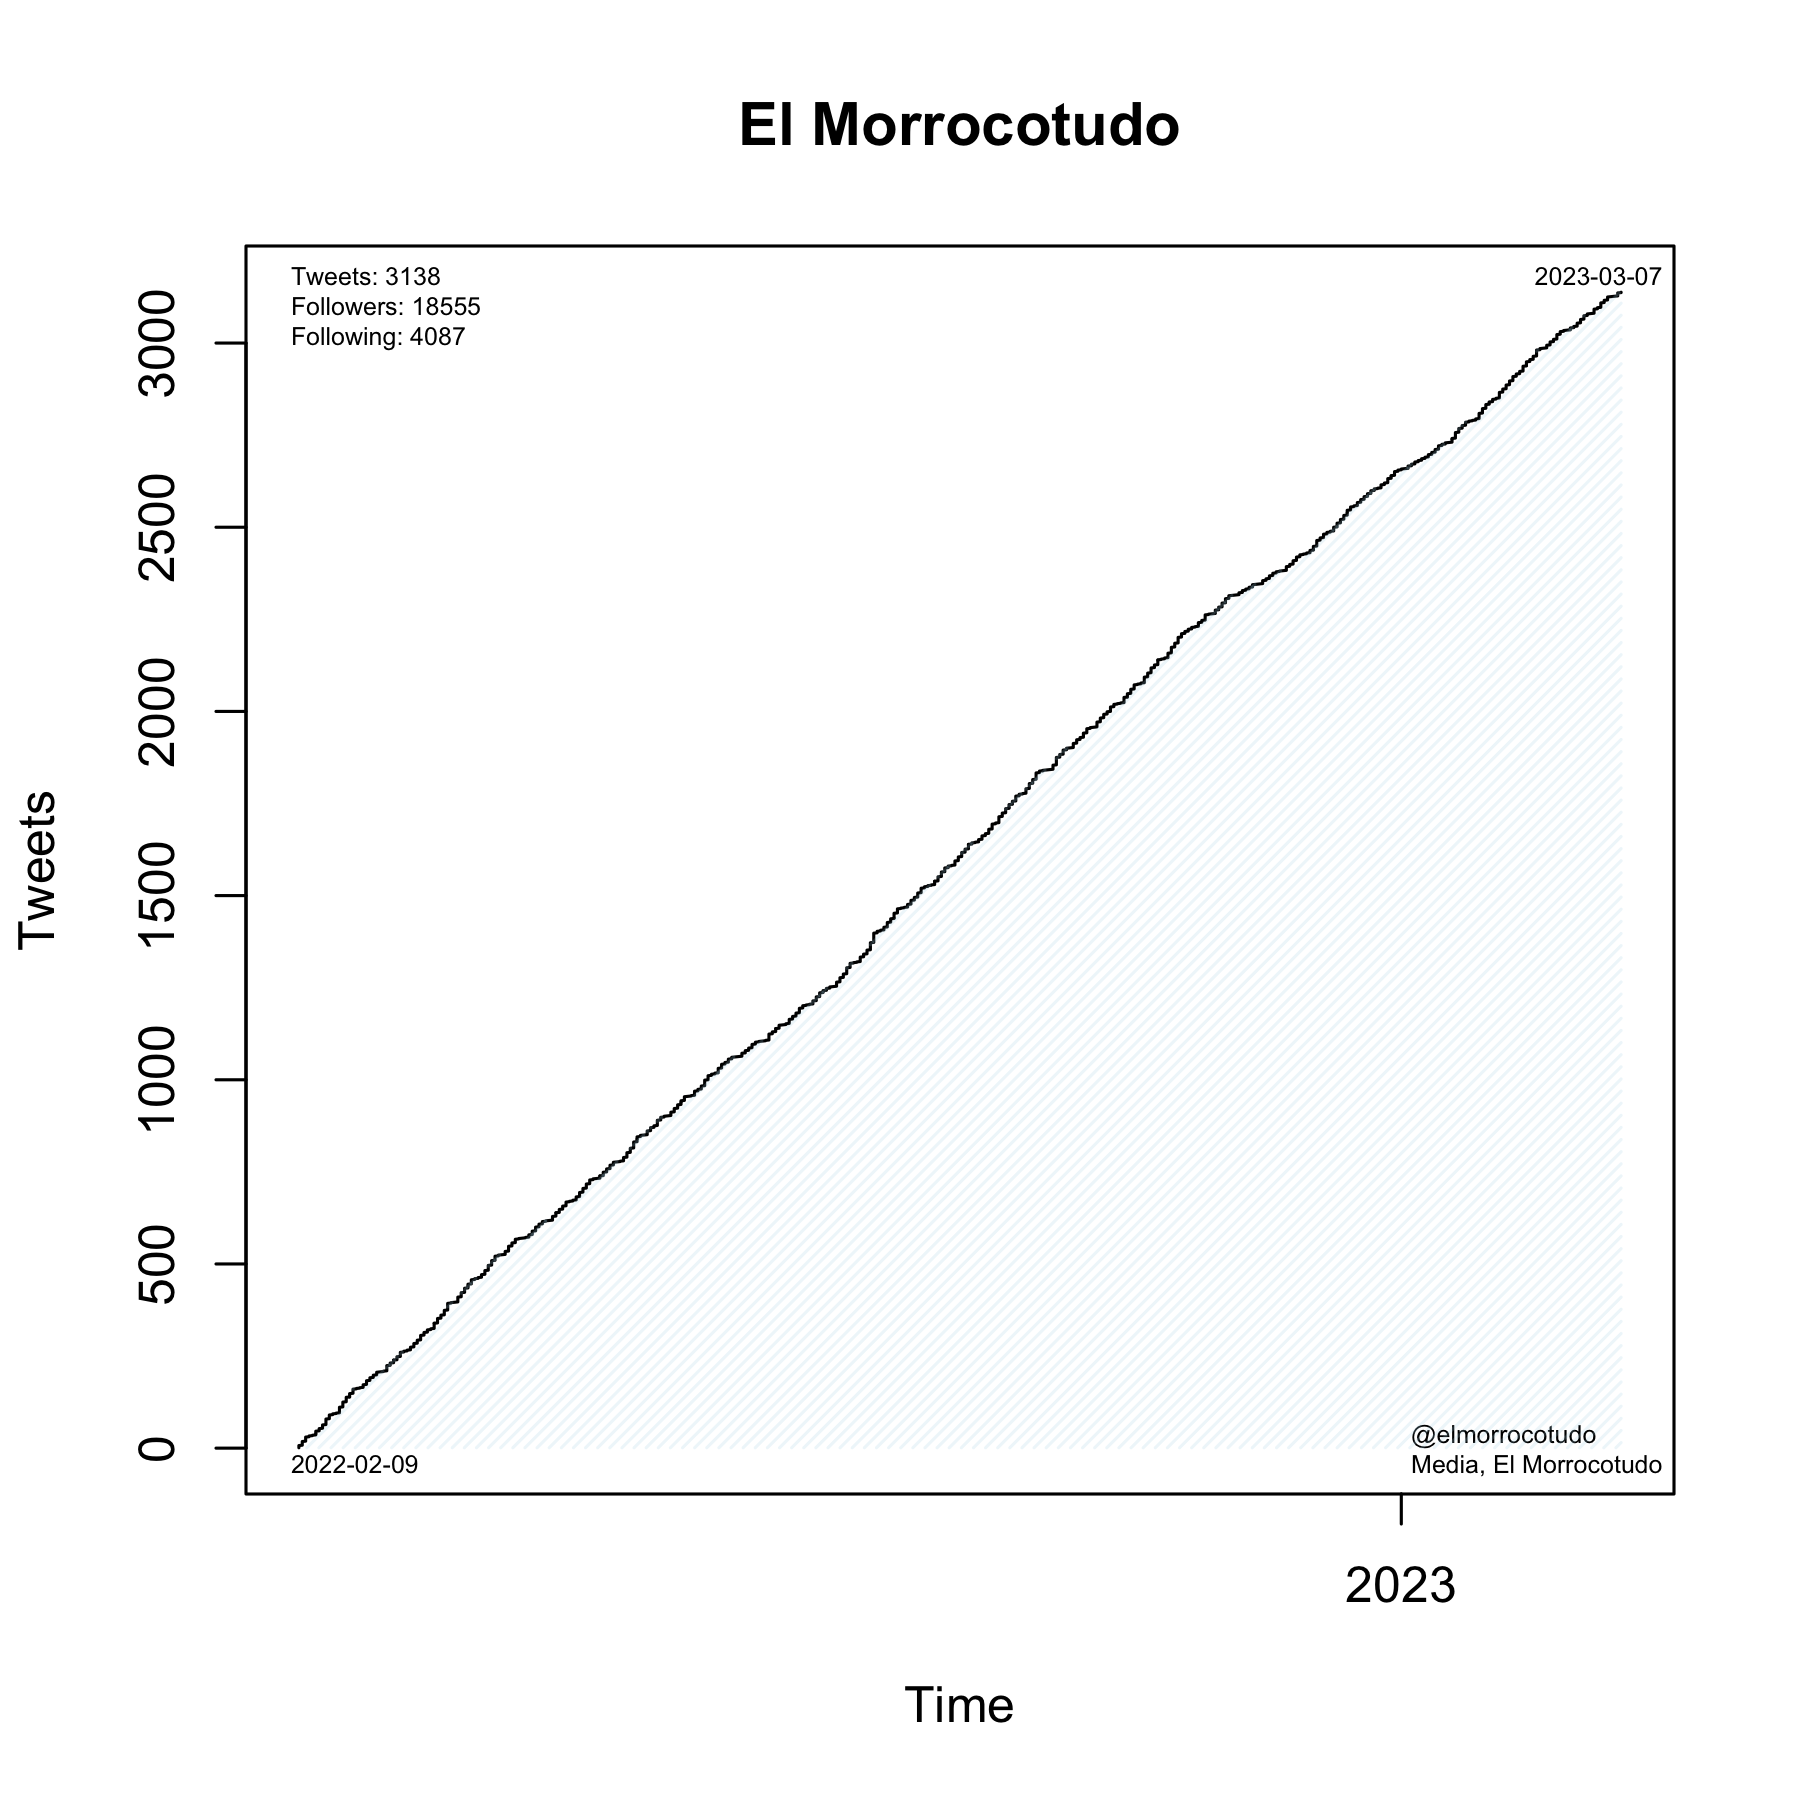 El Morrocotudo
Tweets: 3138
Followers: 18555
Following: 4087
2023-03-07
3000
2500
2000
1500
1000
500
0
Tweets
2022-02-09
@elmorrocotudo
Media, El Morrocotudo
2023
Time